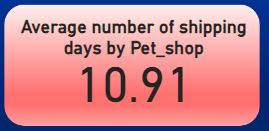 Average number of shipping
days by Pet_shop
10.91